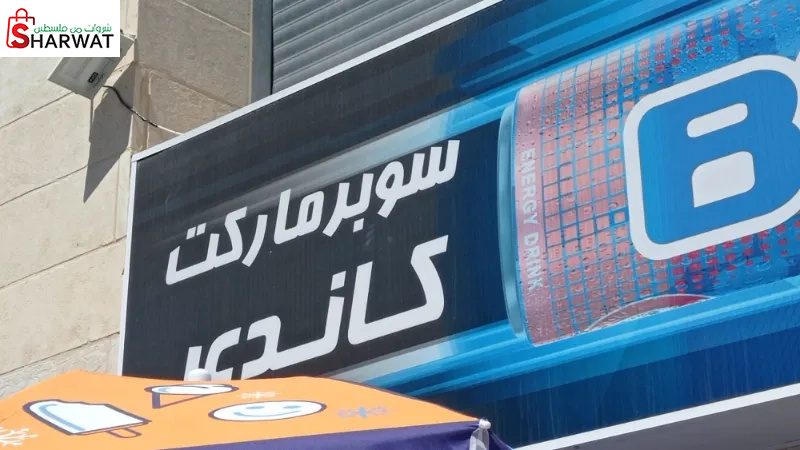 شروات من فلسطين
SHARWAT
سوبرماركت
كاندي
ENERGY DRINK
B